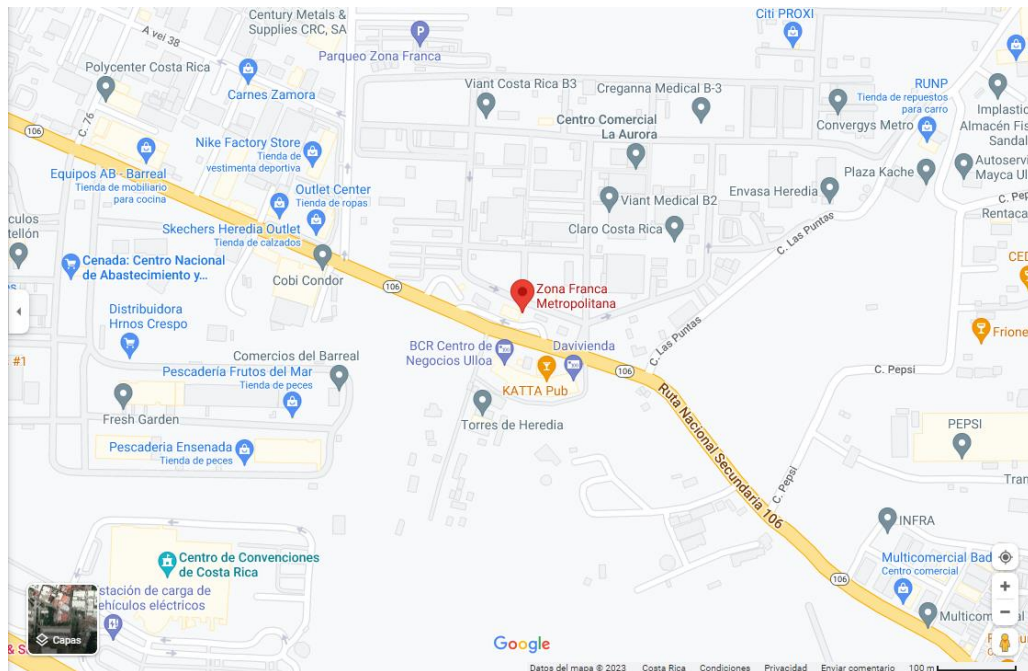 Century Metals &
Supplies CRC, SA
A vei 38
Citi PROXI
Parqueo Zona Franca
Polycenter Costa Rica
Carnes Zamora
Viant Costa Rica B3
Creganna Medical B-3
RUNP
Tienda de repuestos
para carro
Implastic
Convergys Metro
Almacén Fis
Sandal
106
C. 76
Nike Factory Store
Tienda de
vestimenta deportiva
Centro Comercial
La Aurora
Equipos AB - Barreal
Tienda de mobiliario
para cocina
Plaza Kache
Autoservi
Mayca Ul
Outlet Center
Tienda de ropas
Viant Medical B2
Envasa Heredia
C. Pep
Rentaca
Skechers Heredia Outlet
Tienda de calzados
Claro Costa Rica
C. Las Puntas
culos
tellón
Cenada: Centro Nacional
de Abastecimiento y...
Cobi Condor
106
Zona Franca
Metropolitana
CED
Distribuidora
Hrnos Crespo
BCR Centro de
Negocios Ulloa
Davivienda
C. Las Puntas
Frione
#1
Comercios del Barreal
Pescadería Frutos del Mar
Tienda de peces
KATTA Pub
106
C. Pepsi
Fresh Garden
Torres de Heredia
Ruta Nacional Secundaria 106
PEPSI
Pescaderia Ensenada
Tienda de peces
Tran
C. Pepsi
INFRA
Centro de Convenciones
de Costa Rica
Multicomercial Bad
Centro comercial
106
stación de carga de
ehículos eléctricos
Multicomercial
Capas
& S
Google
Datos del mapa © 2023 Costa Rica Condiciones Privacidad Enviar comentario 100 m